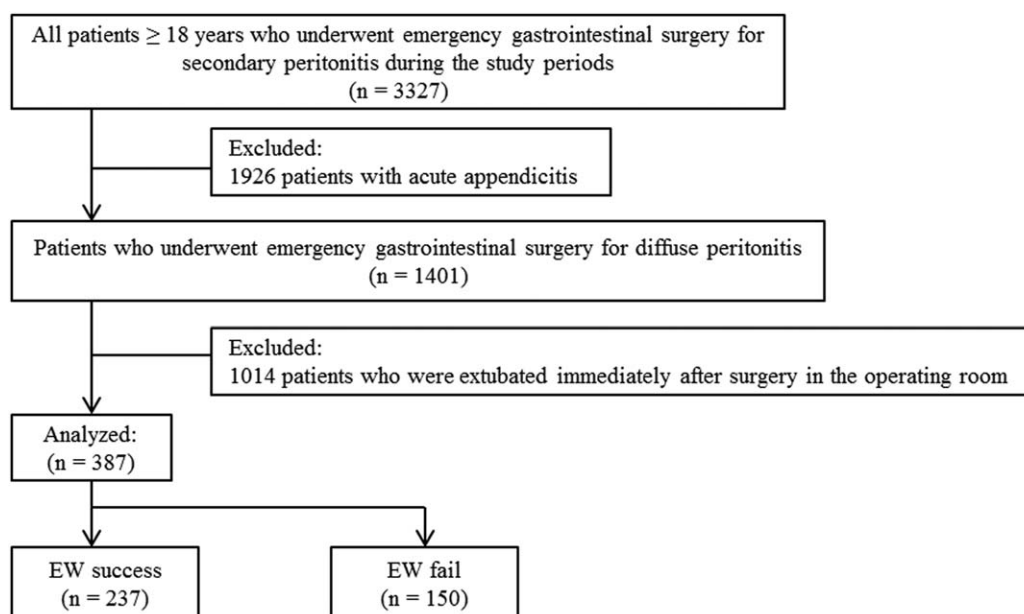 All patients ≥ 18 years who underwent emergency gastrointestinal surgery for
secondary peritonitis during the study periods
(n = 3327)
Excluded:
1926 patients with acute appendicitis
Patients who underwent emergency gastrointestinal surgery for diffuse peritonitis
(n = 1401)
Excluded:
1014 patients who were extubated immediately after surgery in the operating room
Analyzed:
(n = 387)
EW success
(n = 237)
EW fail
(n = 150)